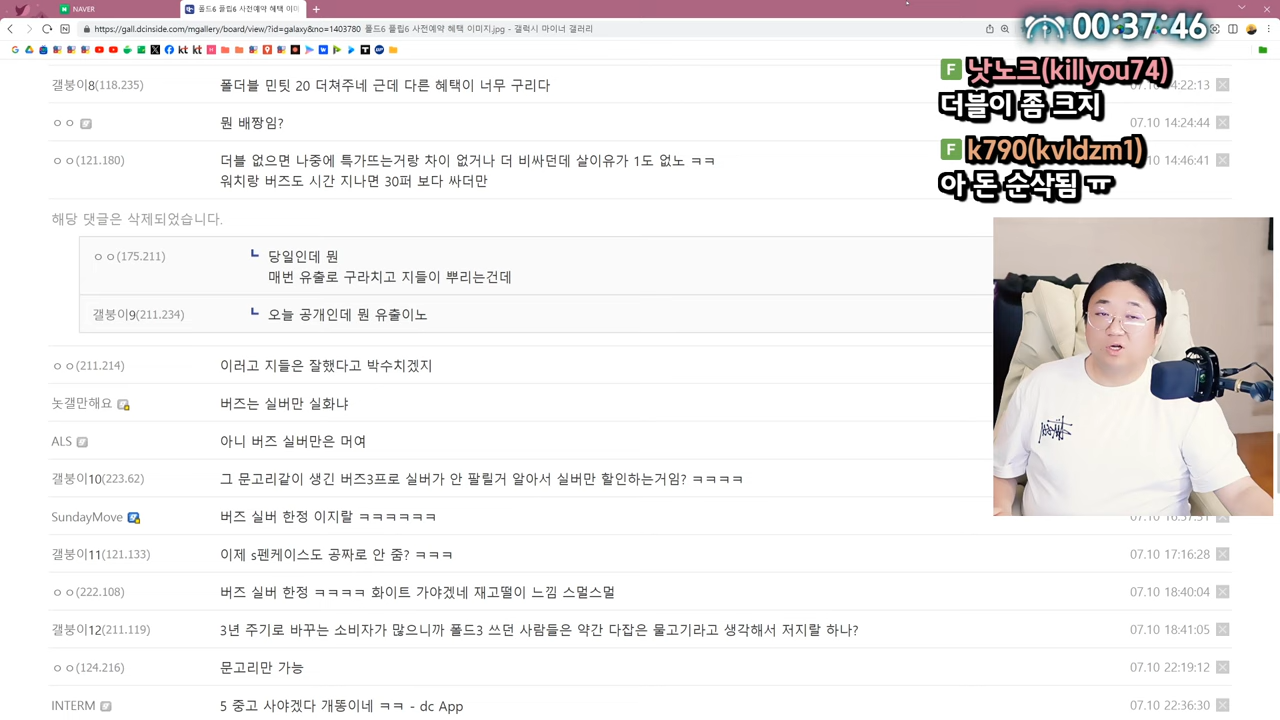 NAVER
폴드6 플립6 사전예약 혜택 이미
00:37:46
https://gall.dcinside.com/mgallery/board/view/?id=galaxy&no=1403780 폴드6 플립6 사전예약 혜택 이미지.jpg - 갤럭시 마이너 갤러리
낫노크(killyou74)
더블이 좀 크지
k790(kvldzm1)
아 돈 순삭됨 ㅠ
갤붕이8(118.235) 폴더블 민팃 20 더쳐주네 근데 다른 혜택이 너무 구리다 07.10 14:22:13
ㅇㅇ 뭔 배짱임? 07.10 14:24:44
ㅇㅇ(121.180) 더블 없으면 나중에 특가뜨는거랑 차이 없거나 더 비싸던데 살이유가 1도 없노 ㅋㅋ 07.10 14:46:41
워치랑 버즈도 시간 지나면 30퍼 보다 싸더만
해당 댓글은 삭제되었습니다.
ㅇㅇ(175.211) 당일인데 뭔
매번 유출로 구라치고 지들이 뿌리는건데
갤붕이9(211.234) 오늘 공개인데 뭔 유출이노
ㅇㅇ(211.214) 이러고 지들은 잘했다고 박수치겠지
놋갤만해요 버즈는 실버만 실화냐
ALS 아니 버즈 실버만은 머여
갤붕이10(223.62) 그 문고리같이 생긴 버즈3프로 실버가 안 팔릴거 알아서 실버만 할인하는거임? ㅋㅋㅋㅋ
SundayMove 버즈 실버 한정 이지랄 ㅋㅋㅋㅋㅋㅋ 07.10 16:57:51
갤붕이11(121.133) 이제 s펜케이스도 공짜로 안 줌? ㅋㅋㅋ 07.10 17:16:28
ㅇㅇ(222.108) 버즈 실버 한정 ㅋㅋㅋㅋ 화이트 가야겠네 재고떨이 느낌 스멀스멀 07.10 18:40:04
갤붕이12(211.119) 3년 주기로 바꾸는 소비자가 많으니까 폴드3 쓰던 사람들은 약간 다잡은 물고기라고 생각해서 저지랄 하나? 07.10 18:41:05
ㅇㅇ(124.216) 문고리만 가능 07.10 22:19:12
INTERM 5 중고 사야겠다 개똥이네 ㅋㅋ - dc App 07.10 22:36:30